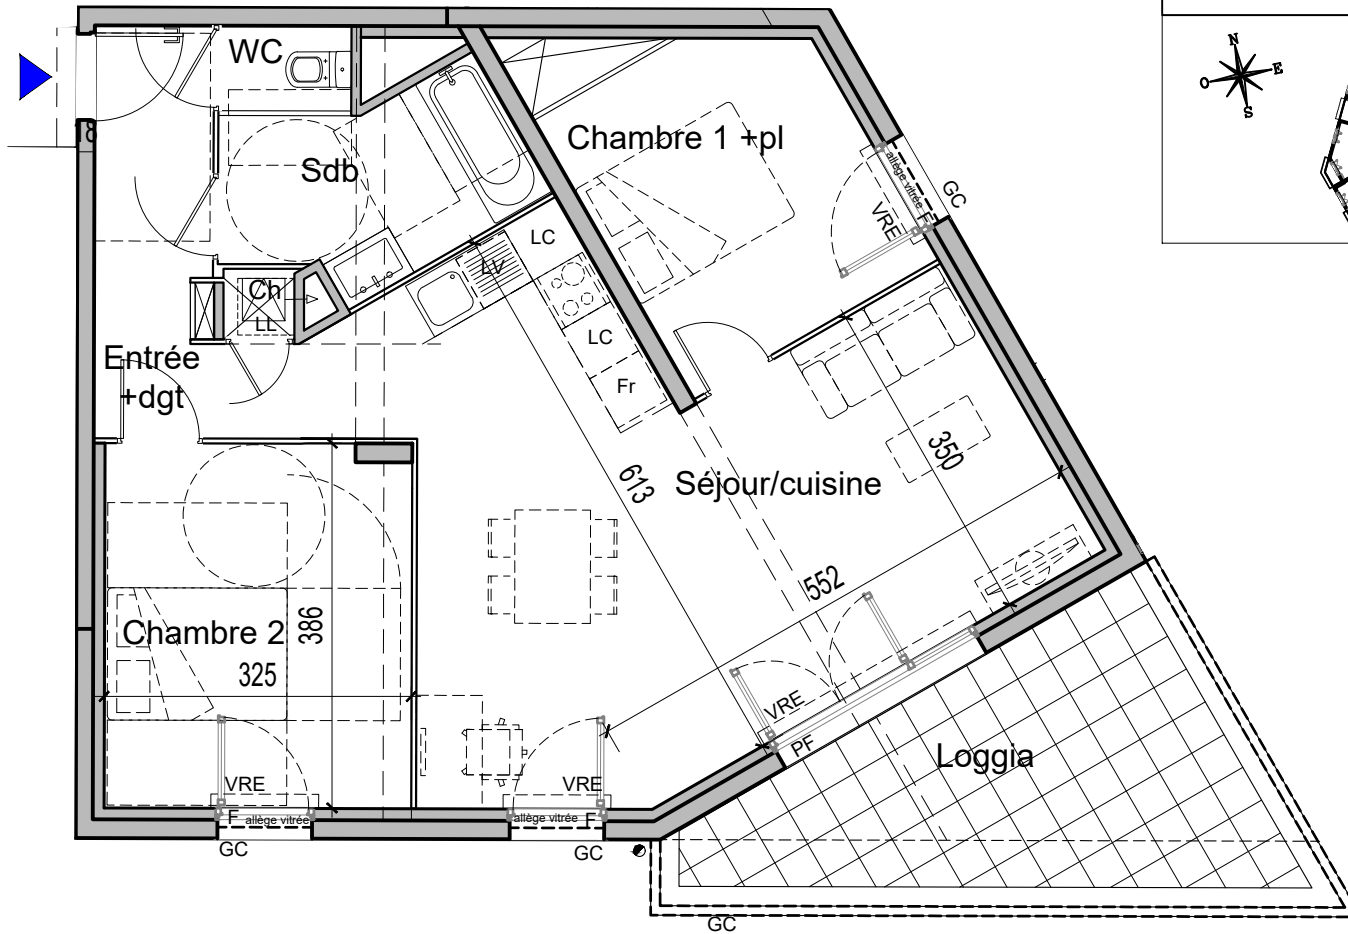 N
O
E
S
WC
18
Sdb
Chambre 1 +pl
allège vitrée
F
GC
VRE
LC
LV
Ch
LL
LC
Fr
Entrée
+dgt
350
613
Séjour/cuisine
552
386
Chambre 2
325
VRE
PF
Loggia
VRE
F allège vitrée
GC
VRE
allège vitrée F
GC
GC